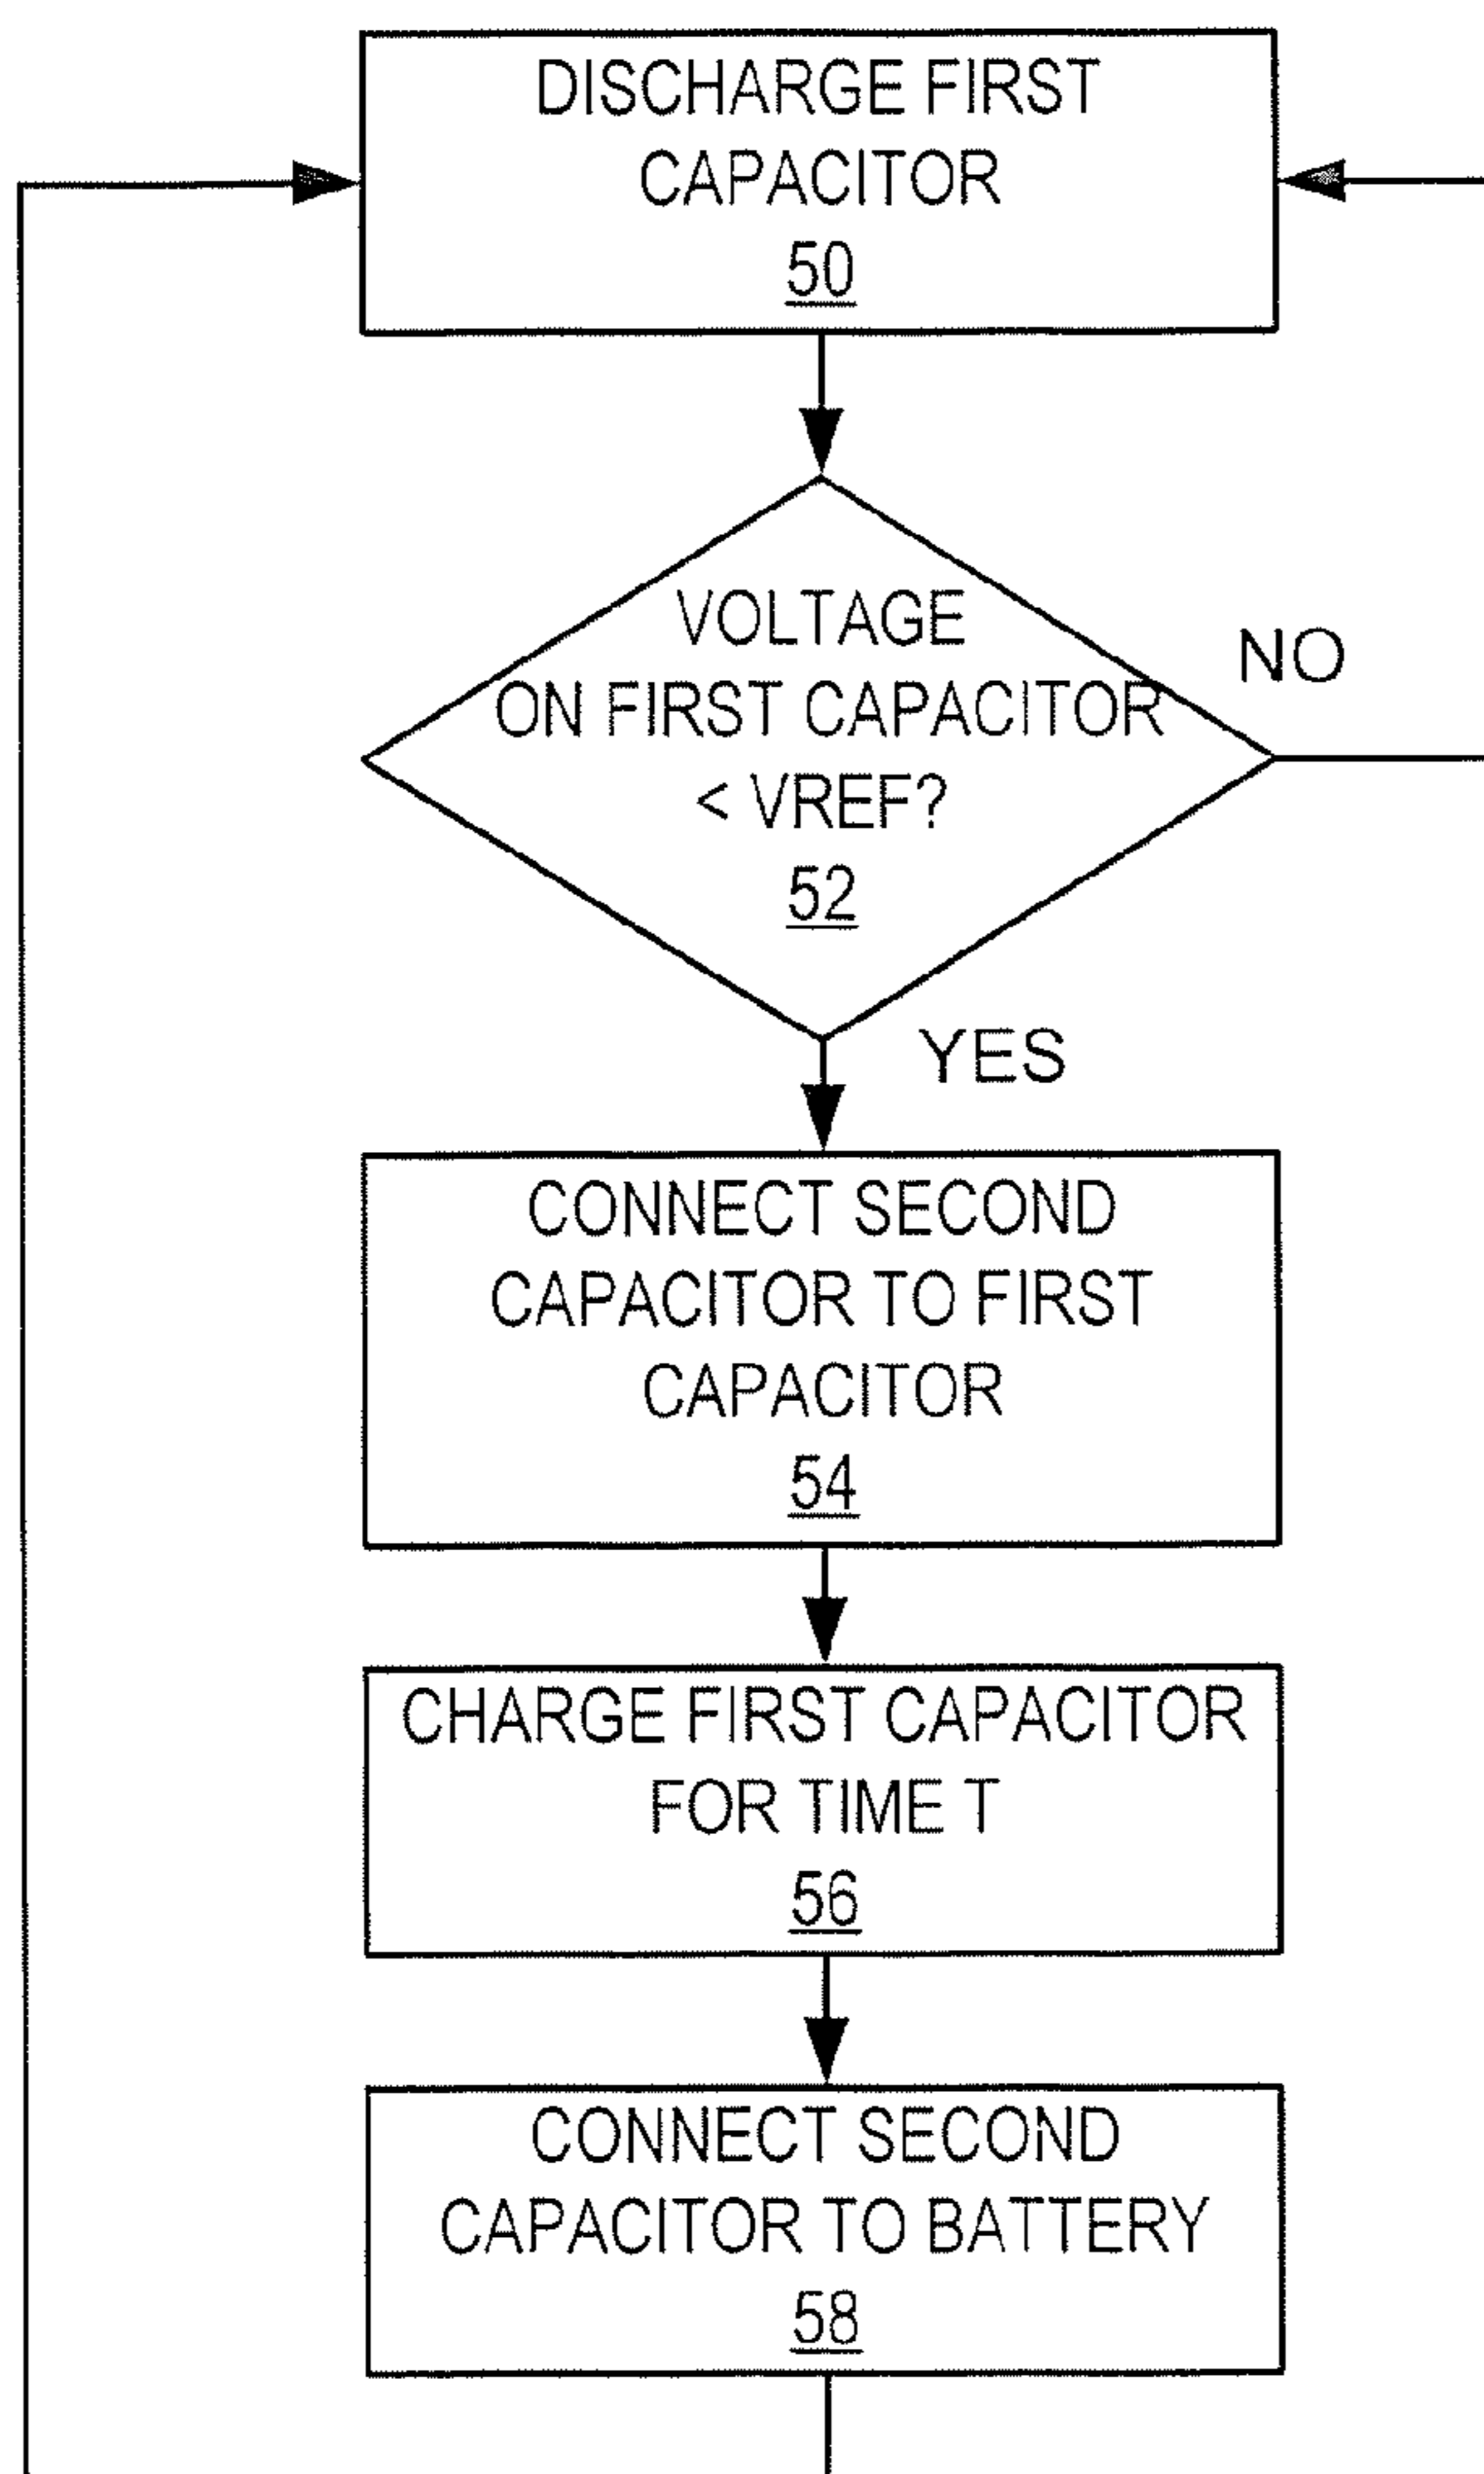 DISCHARGE FIRST
CAPACITOR
50
VOLTAGE
ON FIRST CAPACITOR
< VREF?
52
NO
YES
CONNECT SECOND
CAPACITOR TO FIRST
CAPACITOR
54
CHARGE FIRST CAPACITOR
FOR TIME T
56
CONNECT SECOND
CAPACITOR TO BATTERY
58